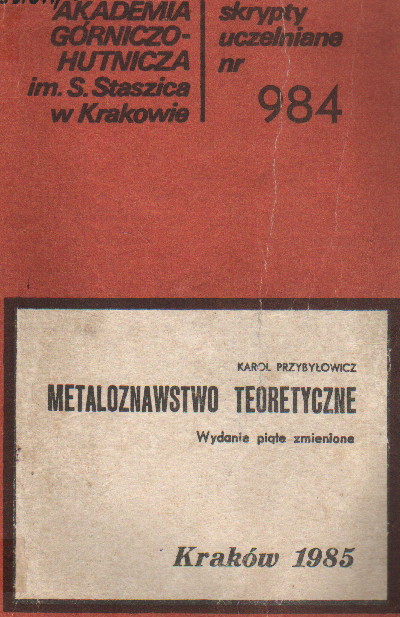 AKADEMIA
GÓRNICZO-
HUTNICZA
im. S. Staszica
w Krakowie
skrypty
uczelniane
nr
984
KAROL PRZYBYŁOWICZ
METALOZNAWSTWO TEORETYCZNE
Wydanie piąte zmienione
Kraków 1985